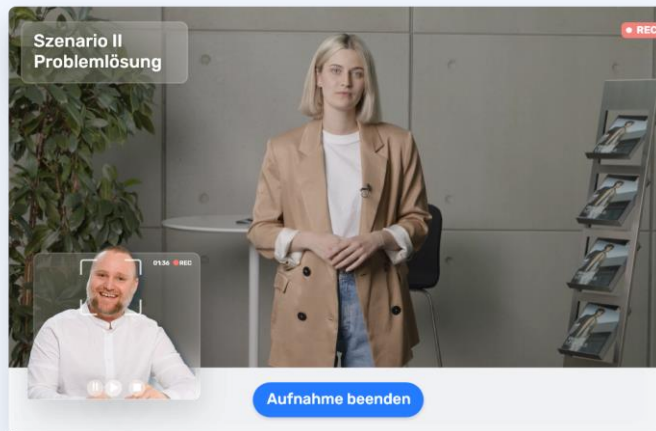 Szenario II
Problemlösung
REC
01:36 REC
Aufnahme beenden